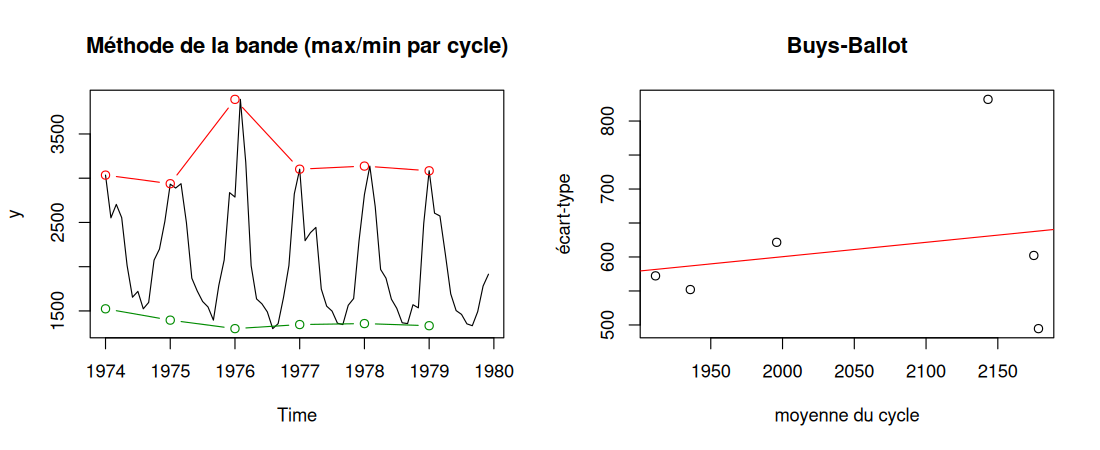 Méthode de la bande (max/min par cycle)
y
3500
2500
1500
1974 1975 1976 1977 1978 1979 1980
Time
Buys-Ballot
écart-type
800
700
600
500
1950 2000 2050 2100 2150
moyenne du cycle